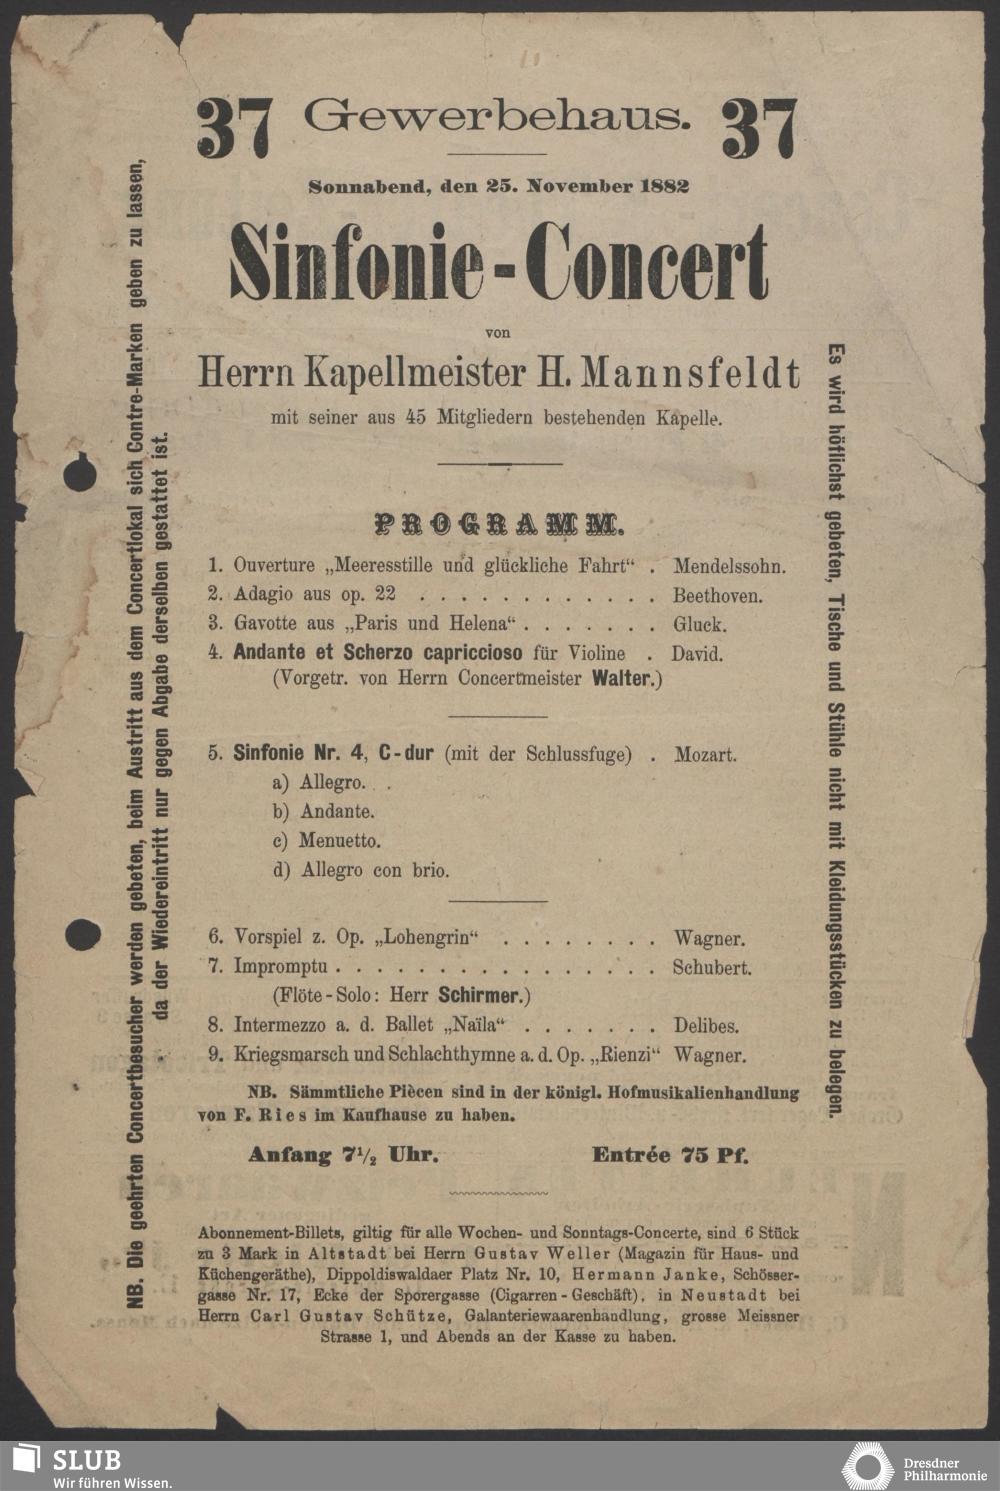 37 Gewerbehaus. 37
Sonnabend, den 25. November 1882
Sinfonie-Concert
von
Herrn Kapellmeister H. Mannsfeldt
mit seiner aus 45 Mitgliedern bestehenden Kapelle.
PROGRAMM.
1. Ouverture „Meeresstille und glückliche Fahrt“ . Mendelssohn.
2. Adagio aus op. 22 . . . . . . . . . . . . Beethoven.
3. Gavotte aus „Paris und Helena“ . . . . . . . Gluck.
4. Andante et Scherzo capriccioso für Violine . David.
(Vorgetr. von Herrn Concertmeister Walter.)
5. Sinfonie Nr. 4, C-dur (mit der Schlussfuge) . Mozart.
a) Allegro.
b) Andante.
c) Menuetto.
d) Allegro con brio.
6. Vorspiel z. Op. „Lohengrin“ . . . . . . . . Wagner.
7. Impromptu . . . . . . . . . . . . . . . . Schubert.
(Flöte-Solo: Herr Schirmer.)
8. Intermezzo a. d. Ballet „Naïla“ . . . . . . . Delibes.
9. Kriegsmarsch und Schlachthymne a. d. Op. „Rienzi“ Wagner.
NB. Sämmtliche Piècen sind in der königl. Hofmusikalienhandlung
von F. Ries im Kaufhause zu haben.
Anfang 7½ Uhr. Entrée 75 Pf.
Abonnement-Billets, giltig für alle Wochen- und Sonntags-Concerte, sind 6 Stück
zu 3 Mark in Altstadt bei Herrn Gustav Weller (Magazin für Haus- und
Küchengeräthe), Dippoldiswaldaer Platz Nr. 10, Hermann Janke, Schösser-
gasse Nr. 17, Ecke der Sporergasse (Cigarren-Geschäft), in Neustadt bei
Herrn Carl Gustav Schütze, Galanteriewaarenhandlung, grosse Meissner
Strasse 1, und Abends an der Kasse zu haben.
NB. Die geehrten Concertbesucher werden gebeten, beim Austritt aus dem Concertlokal sich Contre-Marken geben zu lassen,
da der Wiedereintritt nur gegen Abgabe derselben gestattet ist.
Es wird höflichst gebeten, Tische und Stühle nicht mit Kleidungsstücken zu belegen.
SLUB
Wir führen Wissen.
Dresdner
Philharmonie